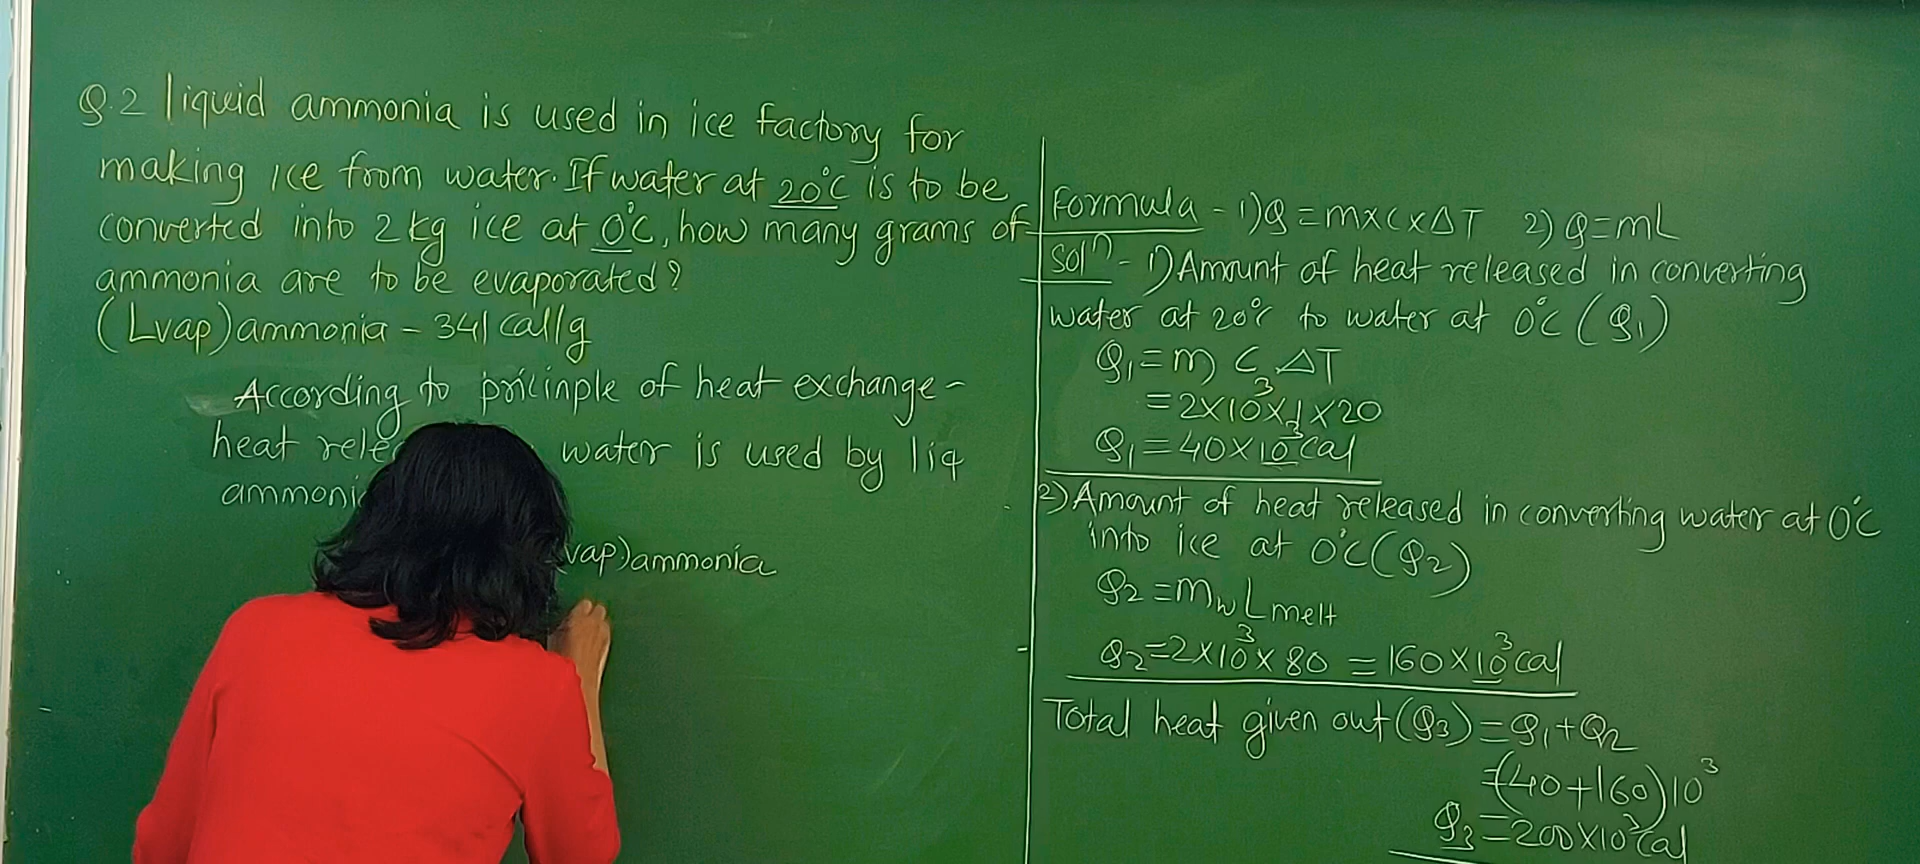 Q.2 liquid ammonia is used in ice factory for
making ice from water. If water at 20°C is to be
converted into 2 kg ice at 0°C, how many grams of
ammonia are to be evaporated?
(Lvap)ammonia - 341 cal/g
According to pricinple of heat exchange -
heat water is used by liq
vap)ammonia
Formula - 1) Q = m×c×ΔT 2) Q = mL
Solⁿ - 1) Amount of heat released in converting
water at 20°C to water at 0°C (Q₁)
Q₁ = m C ΔT
= 2×10³×1×20
Q₁ = 40×10³ cal
2) Amount of heat released in converting water at 0°C
into ice at 0°C (Q₂)
Q₂ = m_w L melt
Q₂ = 2×10³×80 = 160×10³ cal
Total heat given out (Q₃) = Q₁+Q₂
=(40+160)10³
Q₃ = 200×10³ cal